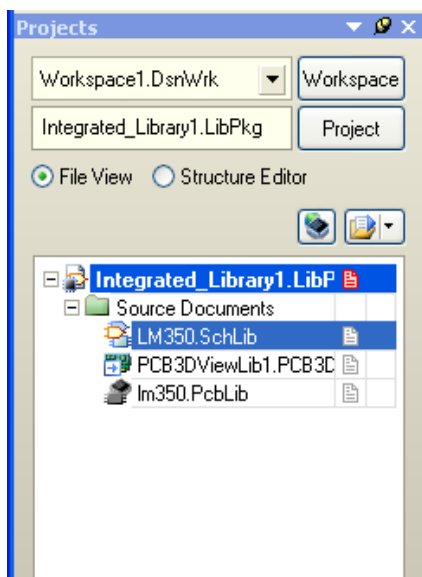 Projects
Workspace1.DsnWrk Workspace
Integrated_Library1.LibPkg Project
File View Structure Editor
Integrated_Library1.LibP
Source Documents
LM350.SchLib
PCB3DViewLib1.PCB3D
lm350.PcbLib